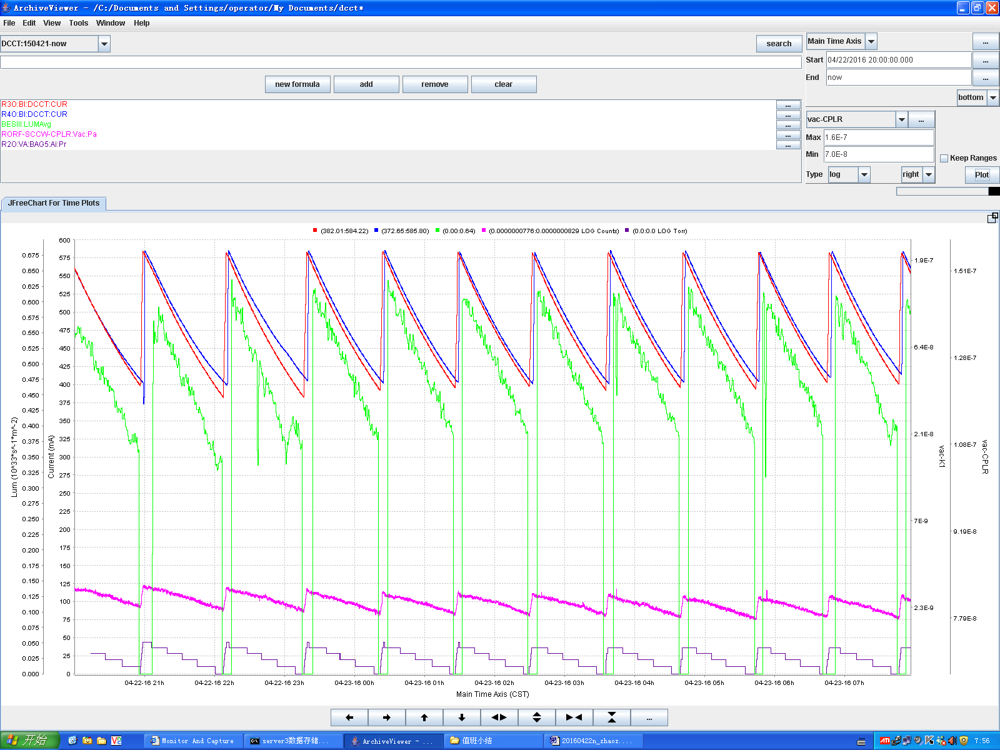 ArchiveViewer - /C:/Documents and Settings/operator/My Documents/dcct*
File Edit View Tools Window Help
DCCT:150421-now
search
new formula add remove clear
R3O:BI:DCCT:CUR ...
R4O:BI:DCCT:CUR ...
BESIII:LUMAvg ...
RORF-SCCW-CPLR:Vac:Pa ...
R2O:VA:BAG5:Ai:Pr ...
Main Time Axis ...
Start 04/22/2016 20:00:00.000 ...
End now ...
bottom
vac-CPLR ...
Max 1.6E-7
Min 7.0E-8
Keep Ranges
Type log right Plot
JFreeChart For Time Plots
(382.01:584.22) (372.65:585.80) (0.00:0.64) (0.0000000776:0.0000000829 LOG Counts) (0.0:0.0 LOG Torr)
0.675
0.650
0.625
0.600
0.575
0.550
0.525
0.500
0.475
0.450
0.425
0.400
0.375
0.350
0.325
0.300
0.275
0.250
0.225
0.200
0.175
0.150
0.125
0.100
0.075
0.050
0.025
0.000
Lum (10^33*s^-1*m^-2)
600
575
550
525
500
475
450
425
400
375
350
325
300
275
250
225
200
175
150
125
100
75
50
25
0
Current (mA)
1.9E-7
6.4E-8
2.1E-8
7E-9
2.3E-9
vac-K1
1.51E-7
1.28E-7
1.08E-7
9.19E-8
7.79E-8
vac-CPLR
04-22-16 21h 04-22-16 22h 04-22-16 23h 04-23-16 00h 04-23-16 01h 04-23-16 02h 04-23-16 03h 04-23-16 04h 04-23-16 05h 04-23-16 06h 04-23-16 07h
Main Time Axis (CST)
...
开始 Monitor And Capture server3数据存储... ArchiveViewer - ... 值班小结 20160422n_zhaoz... 7:56